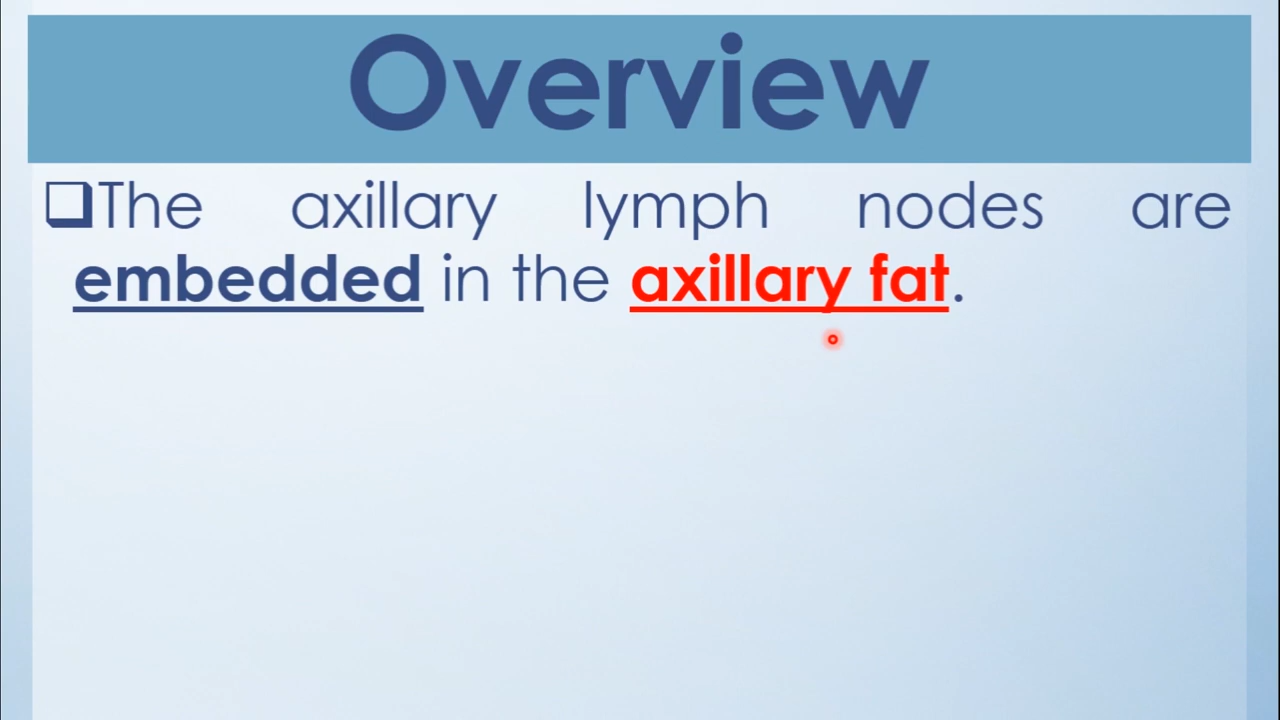 Overview
❑The axillary lymph nodes are
embedded in the axillary fat.